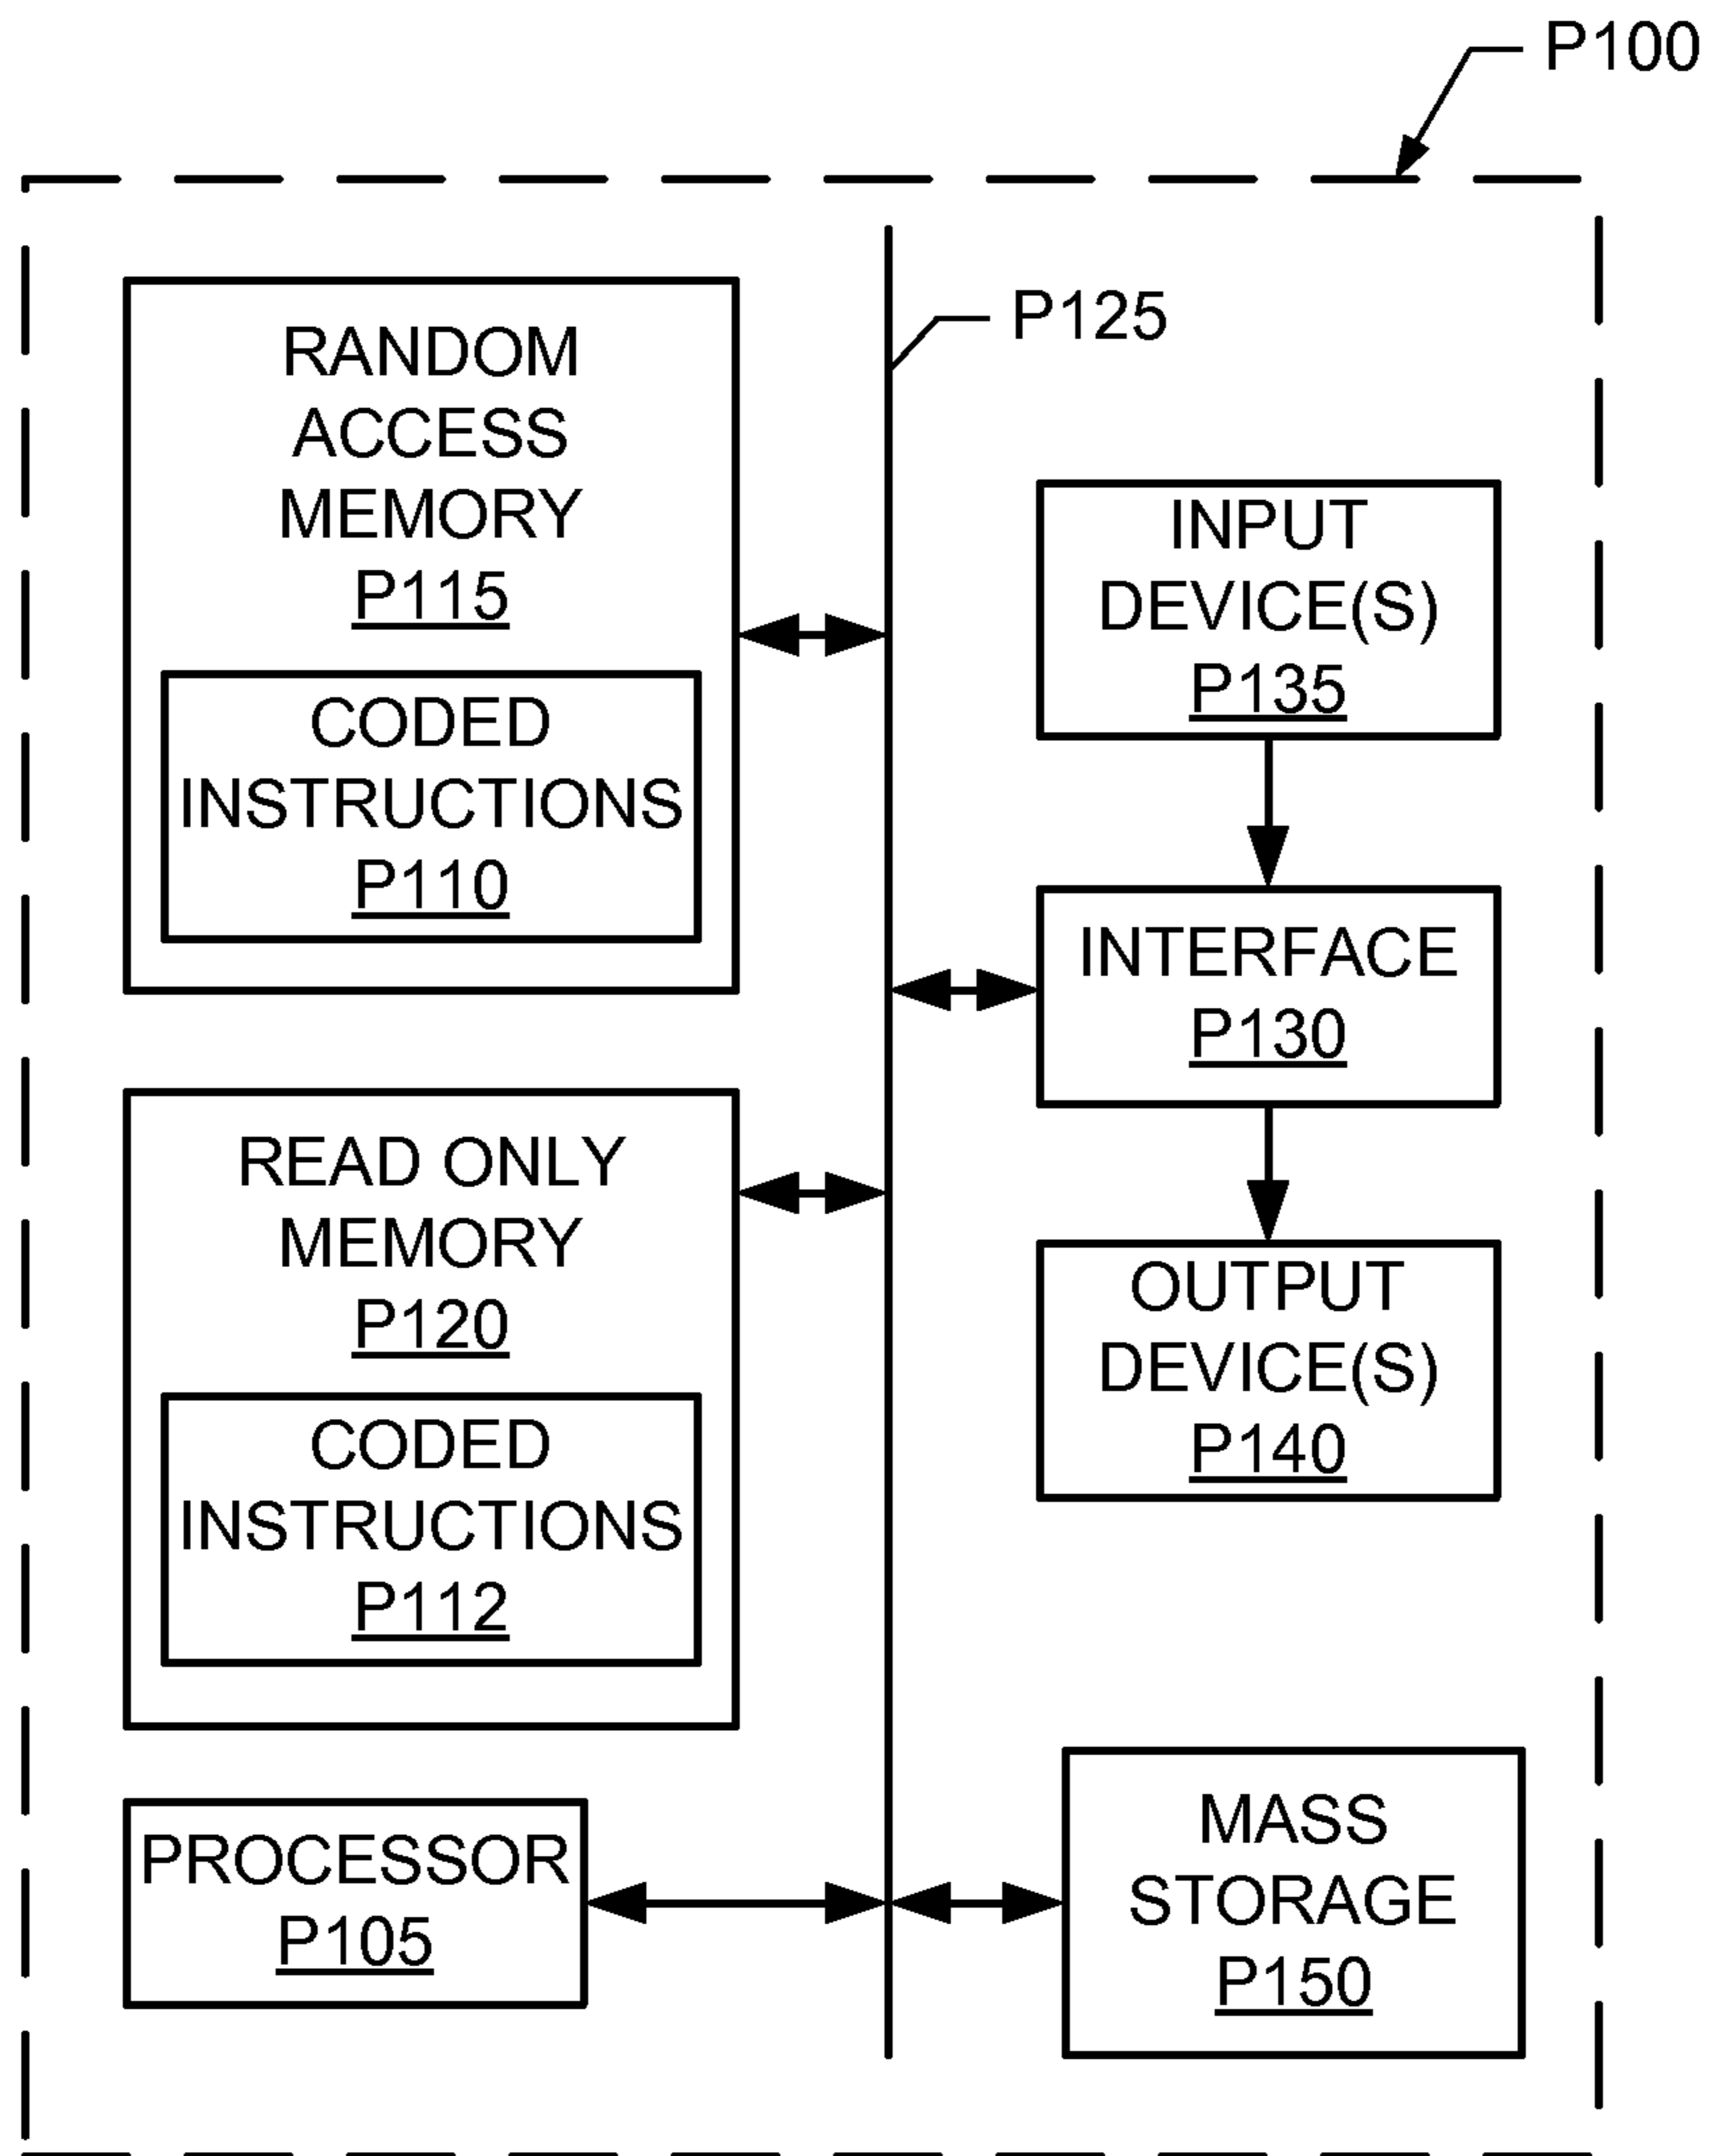 P100
P125
RANDOM
ACCESS
MEMORY
P115
CODED
INSTRUCTIONS
P110
READ ONLY
MEMORY
P120
CODED
INSTRUCTIONS
P112
PROCESSOR
P105
INPUT
DEVICE(S)
P135
INTERFACE
P130
OUTPUT
DEVICE(S)
P140
MASS
STORAGE
P150